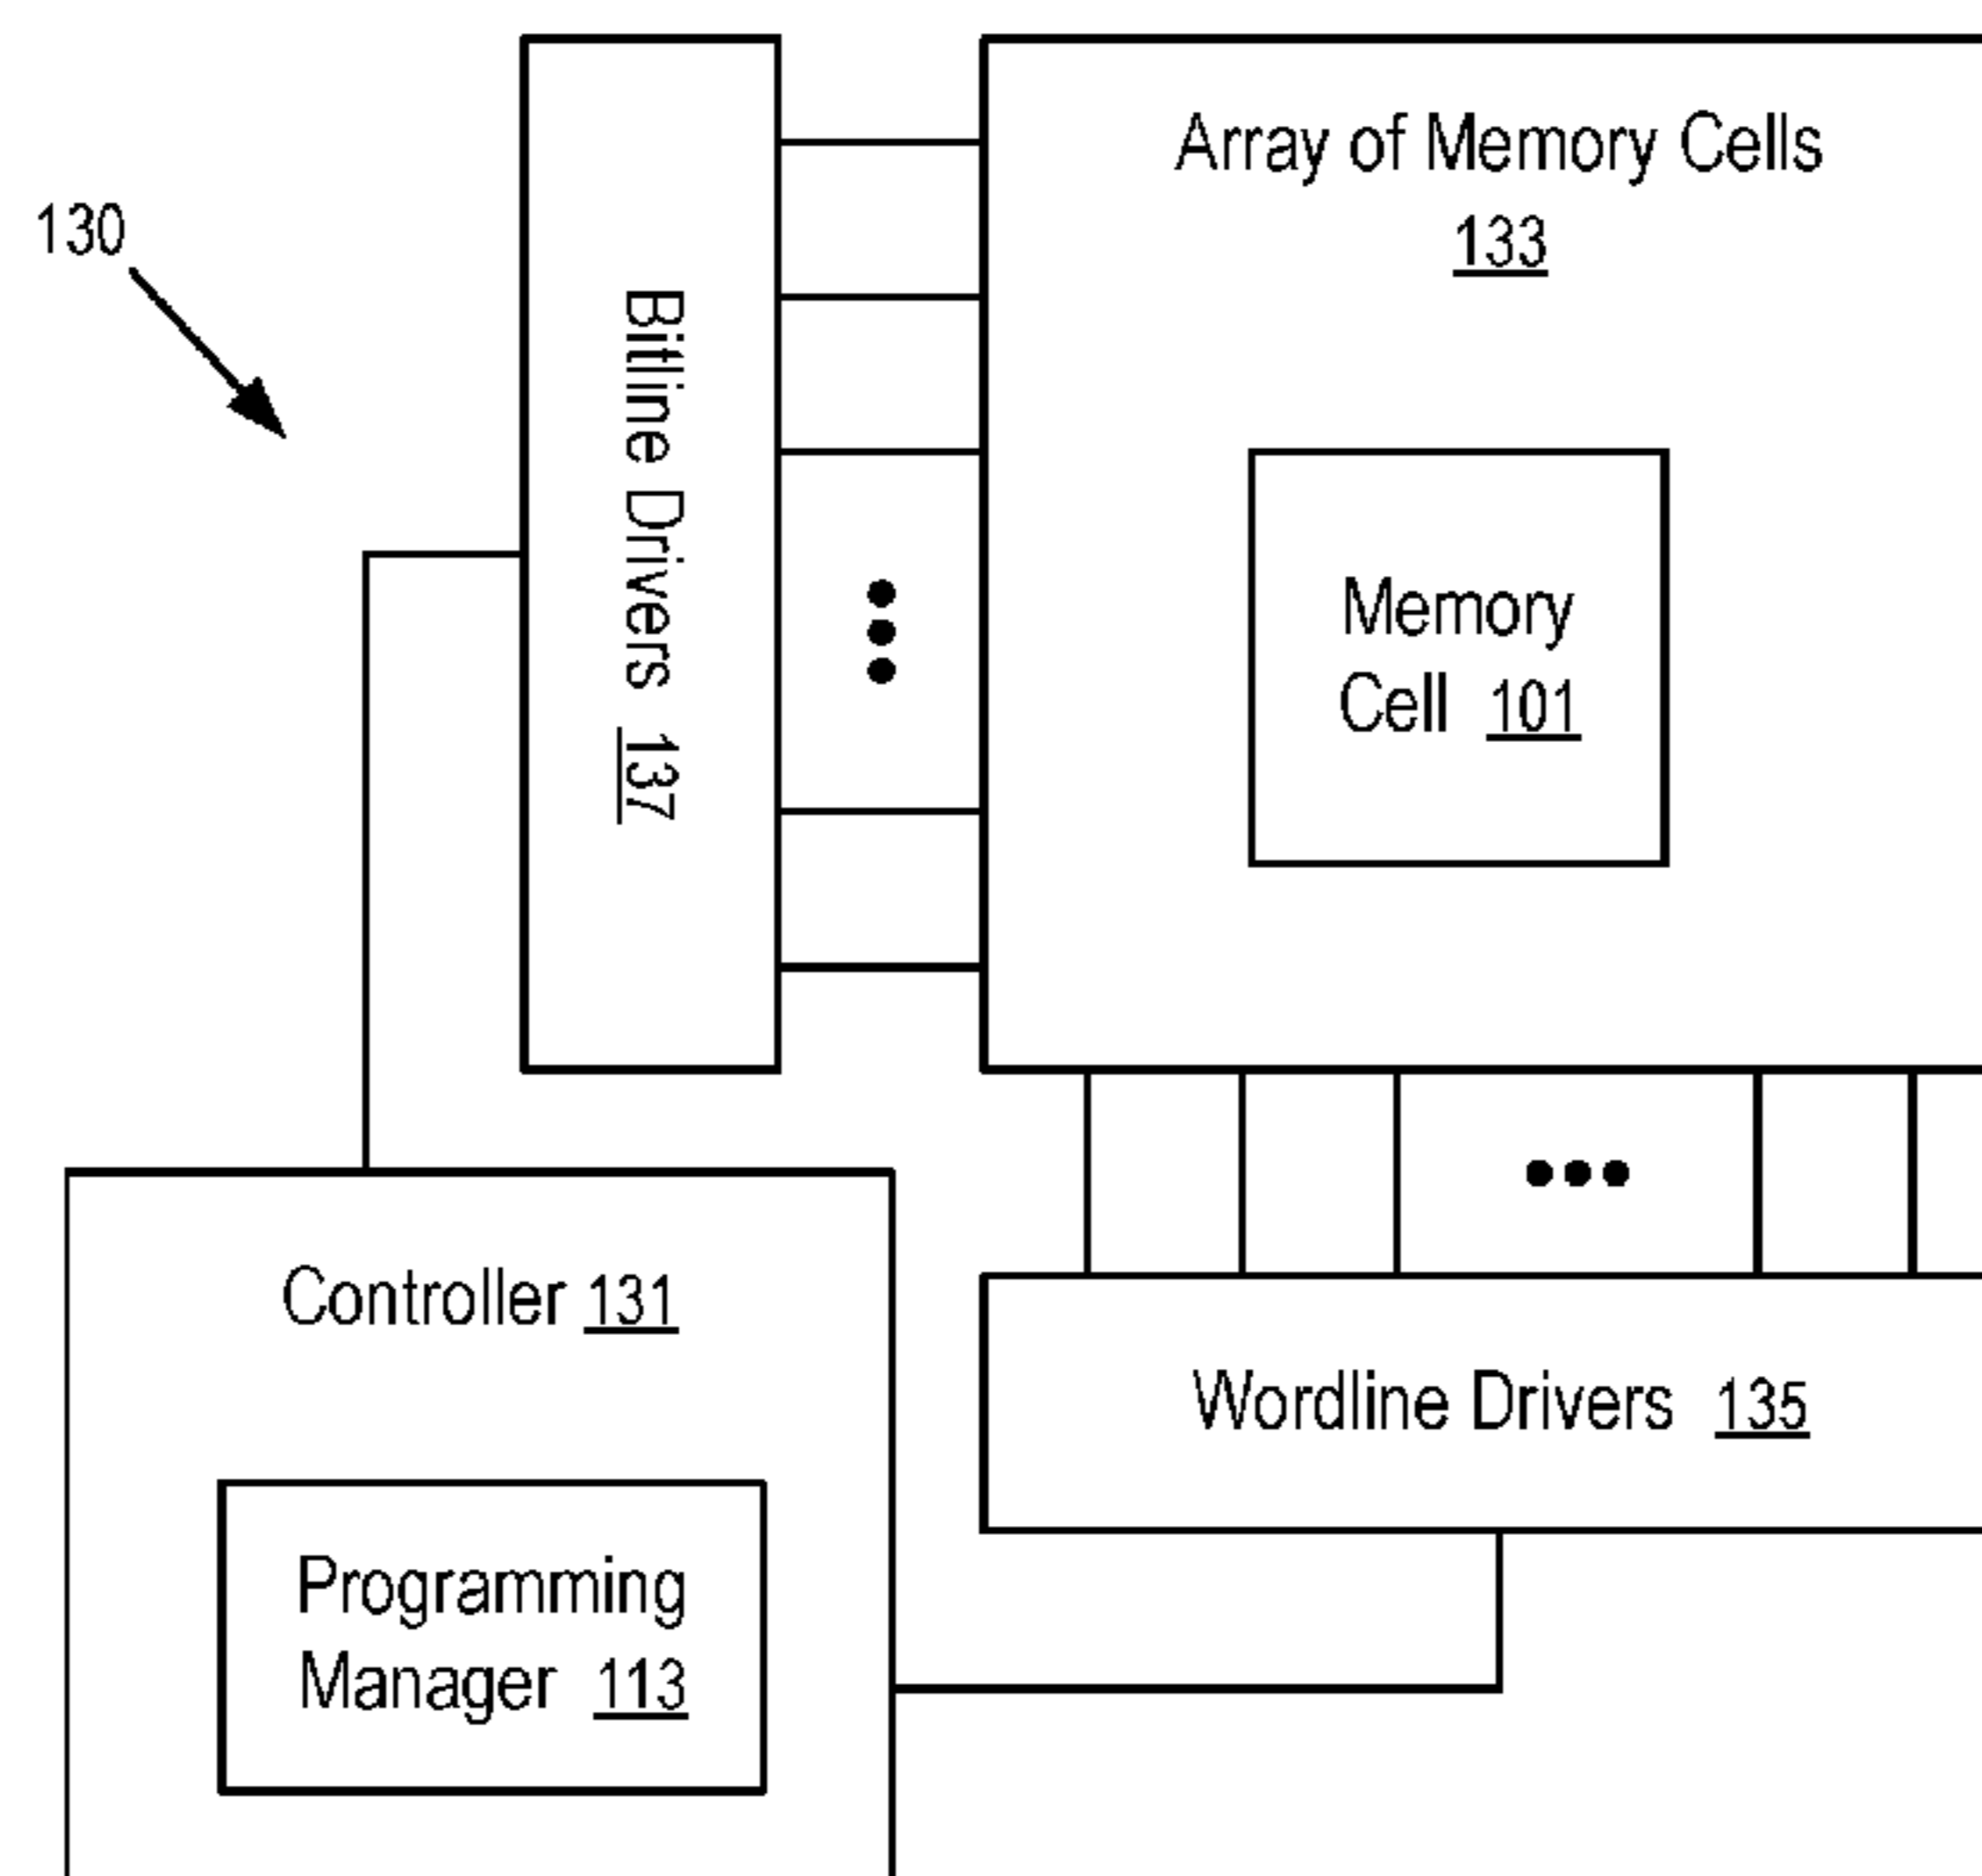 130
Array of Memory Cells
133
Bitline Drivers 137
Memory
Cell 101
Controller 131
Wordline Drivers 135
Programming
Manager 113